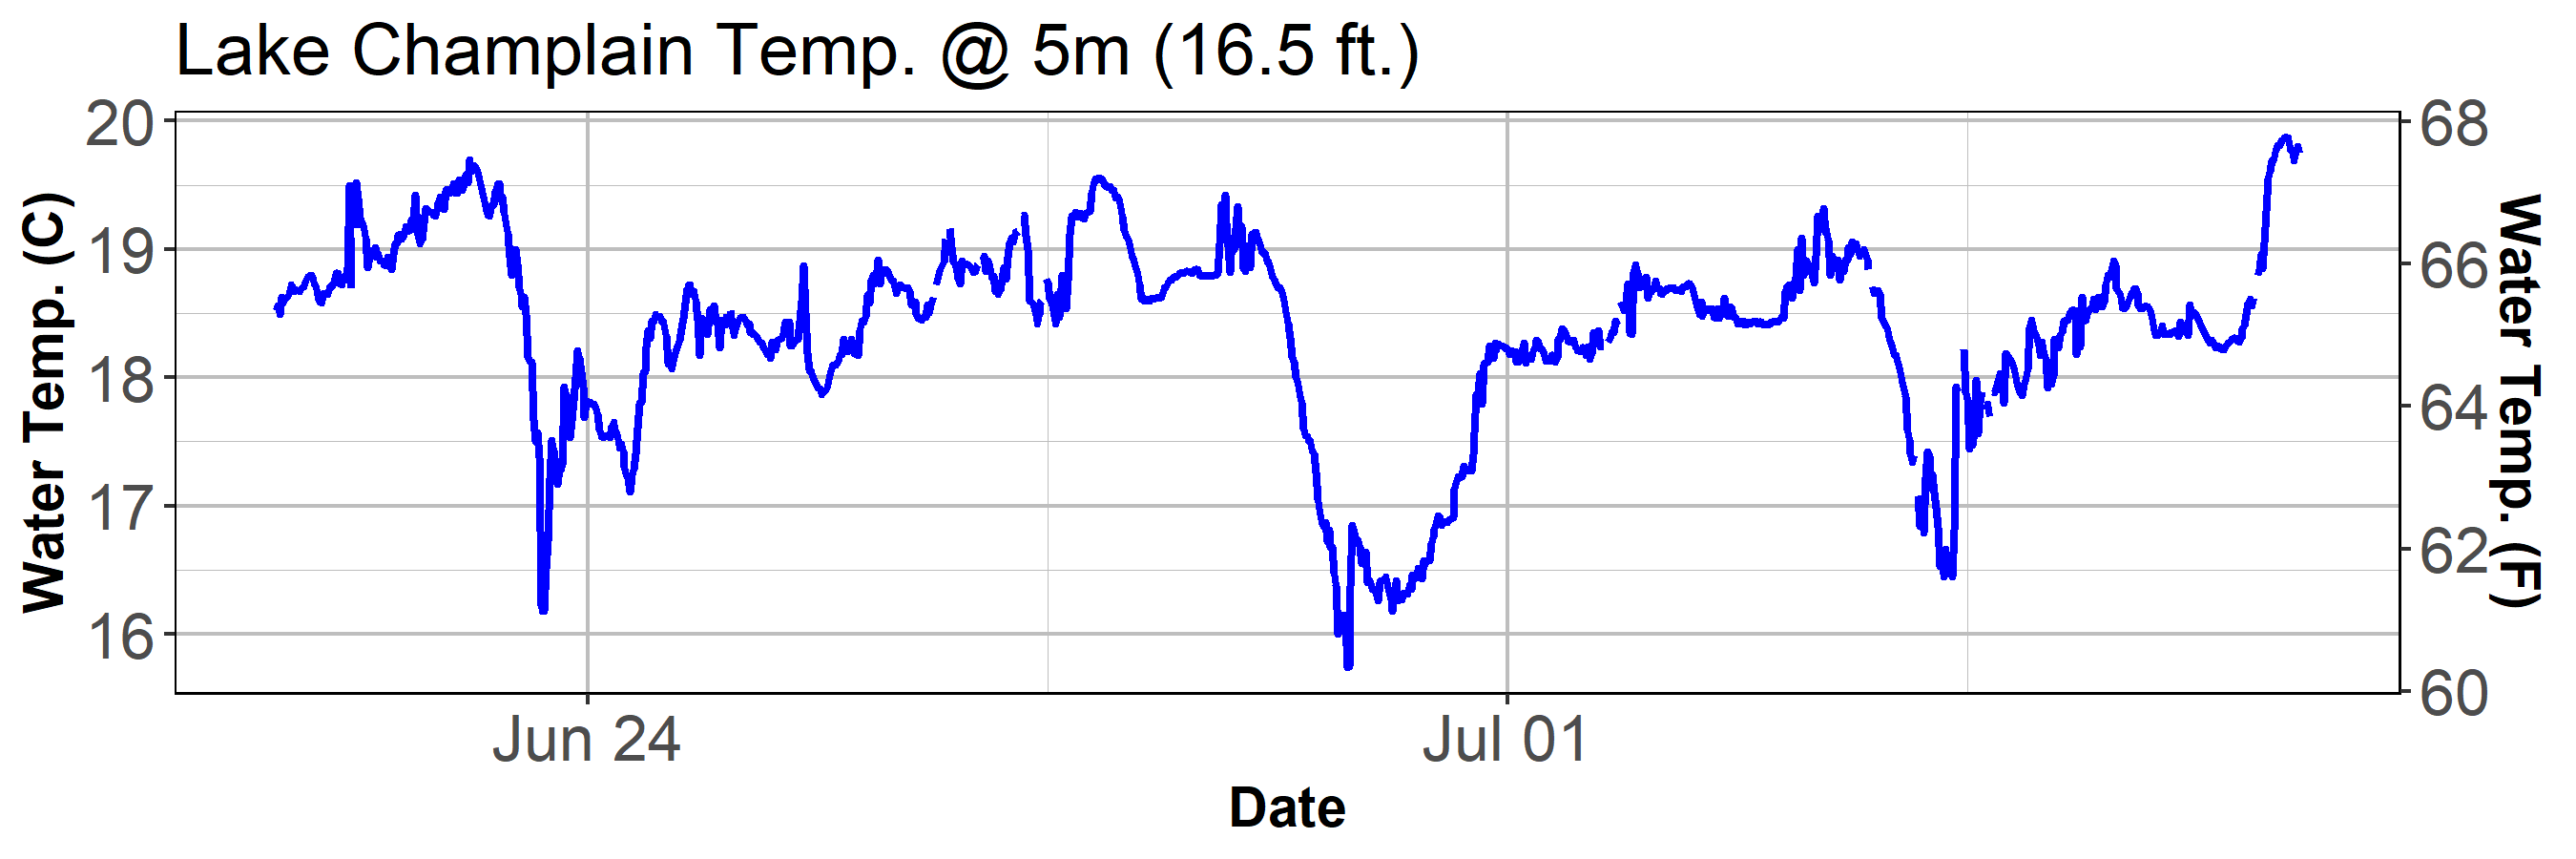 Lake Champlain Temp. @ 5m (16.5 ft.)
Water Temp. (C)
20
19
18
17
16
68
66
64
62
60
Water Temp. (F)
Jun 24
Jul 01
Date